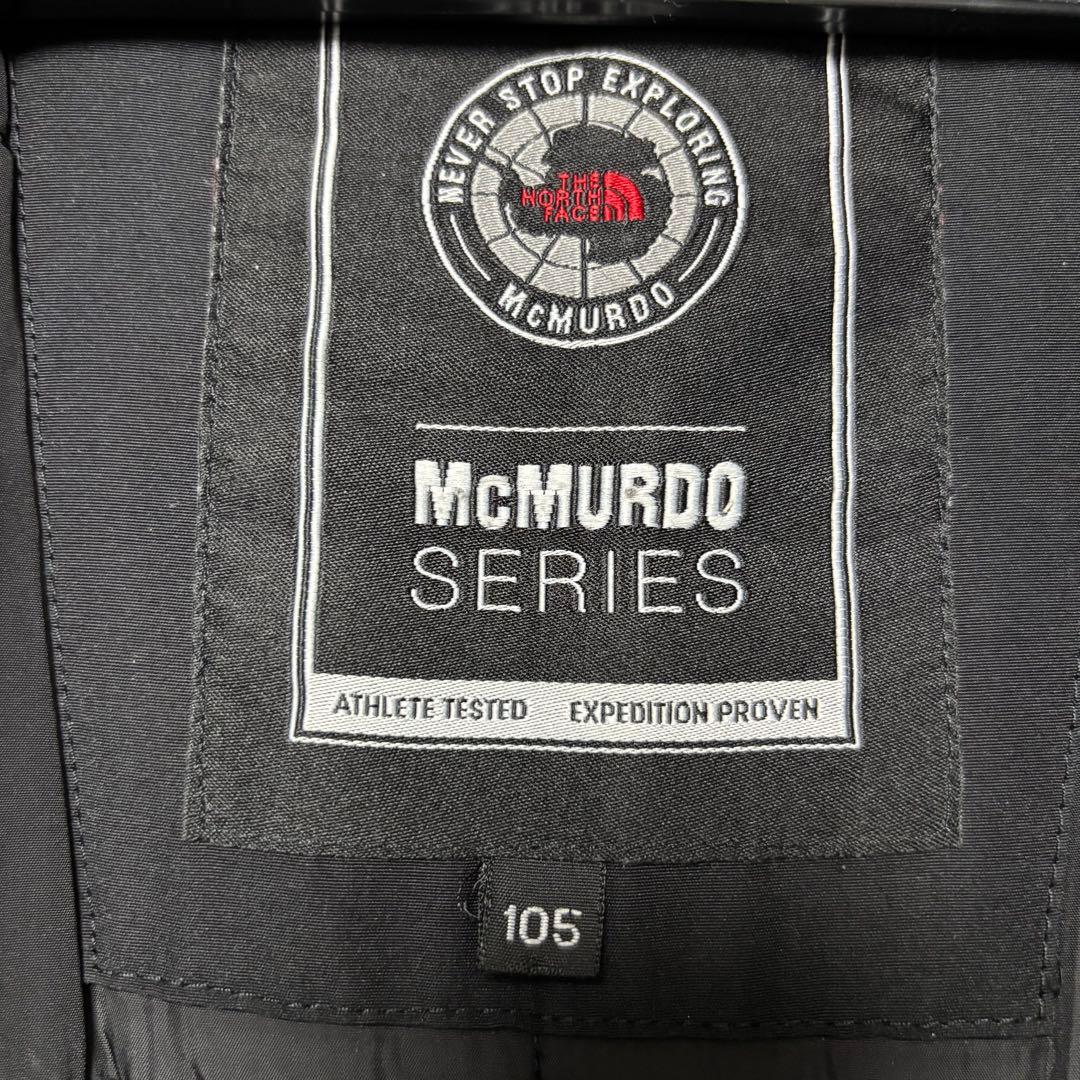 NEVER STOP EXPLORING
THE
NORTH
FACE
McMURDO
McMURDO
SERIES
ATHLETE TESTED EXPEDITION PROVEN
105